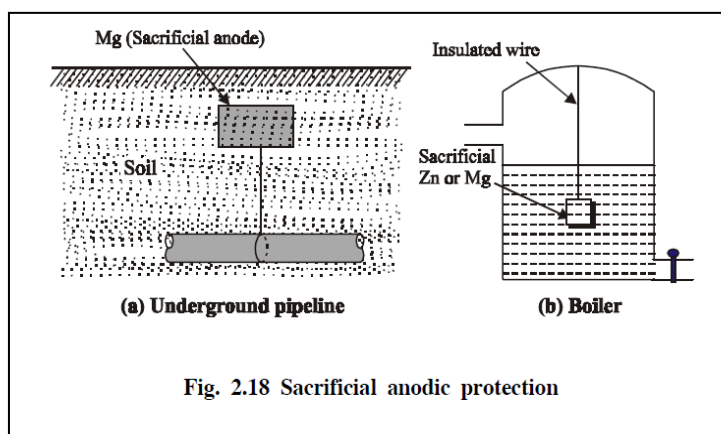 Mg (Sacrificial anode)
Soil
(a) Underground pipeline
Insulated wire
Sacrificial
Zn or Mg
(b) Boiler
Fig. 2.18 Sacrificial anodic protection